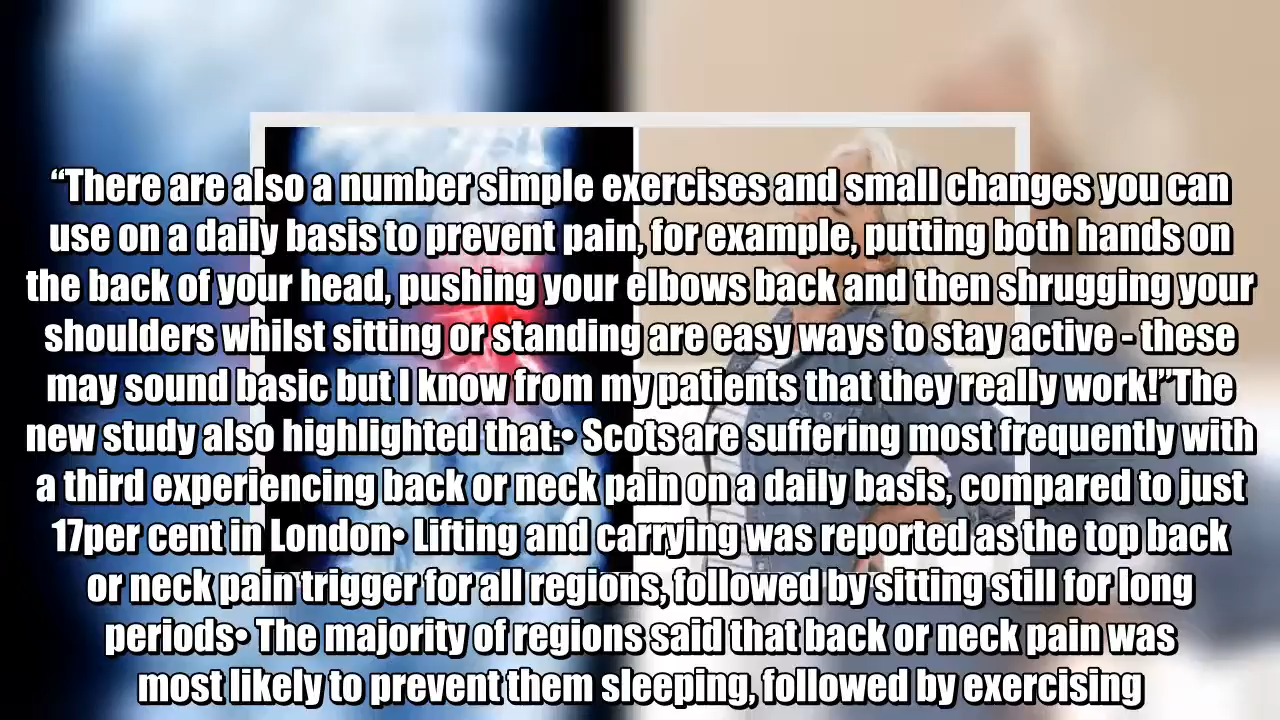 “There are also a number simple exercises and small changes you can
use on a daily basis to prevent pain, for example, putting both hands on
the back of your head, pushing your elbows back and then shrugging your
shoulders whilst sitting or standing are easy ways to stay active - these
may sound basic but I know from my patients that they really work!”The
new study also highlighted that:• Scots are suffering most frequently with
a third experiencing back or neck pain on a daily basis, compared to just
17per cent in London• Lifting and carrying was reported as the top back
or neck pain trigger for all regions, followed by sitting still for long
periods• The majority of regions said that back or neck pain was
most likely to prevent them sleeping, followed by exercising